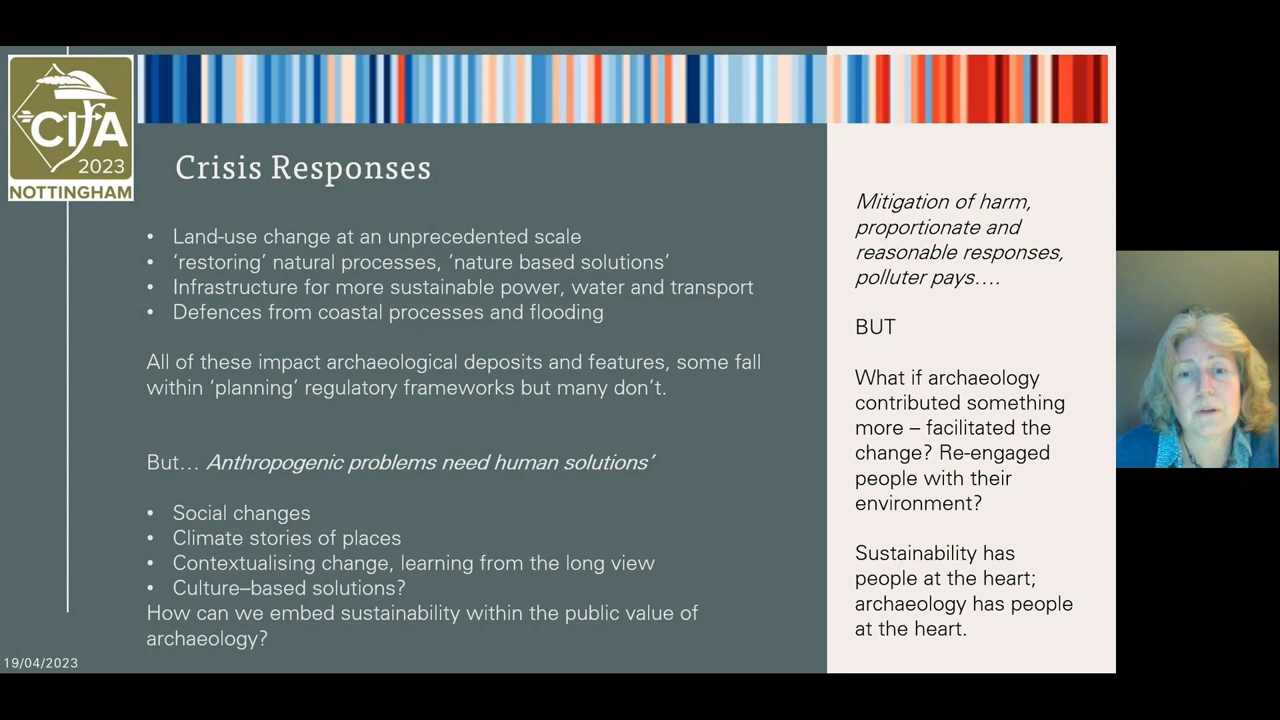 CIfA
2023
NOTTINGHAM
Crisis Responses
• Land-use change at an unprecedented scale
• ‘restoring’ natural processes, ‘nature based solutions’
• Infrastructure for more sustainable power, water and transport
• Defences from coastal processes and flooding
All of these impact archaeological deposits and features, some fall
within ‘planning’ regulatory frameworks but many don’t.
But… Anthropogenic problems need human solutions’
• Social changes
• Climate stories of places
• Contextualising change, learning from the long view
• Culture–based solutions?
How can we embed sustainability within the public value of
archaeology?
19/04/2023
Mitigation of harm,
proportionate and
reasonable responses,
polluter pays….
BUT
What if archaeology
contributed something
more – facilitated the
change? Re-engaged
people with their
environment?
Sustainability has
people at the heart;
archaeology has people
at the heart.